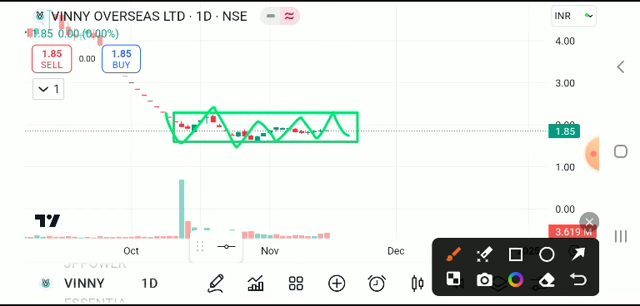 VINNY OVERSEAS LTD · 1D · NSE
INR
1.85 0.00 (0.00%)
4.00
1.85 0.00 1.85
SELL BUY
3.00
1
1.85
1.00
0.00
3.619 M
Oct Nov Dec
VINNY 1D